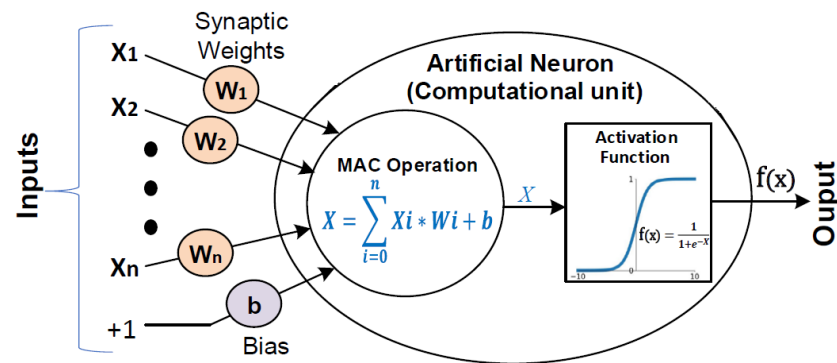 Inputs
Synaptic
Weights
X1
X2
Xn
+1
W1
W2
Wn
b
Bias
Artificial Neuron
(Computational unit)
MAC Operation
X = ∑ Xi * Wi + b
n
i=0
X
Activation
Function
1
f(x) = 1/1+e^-X
0
−10
10
f(x)
Ouput